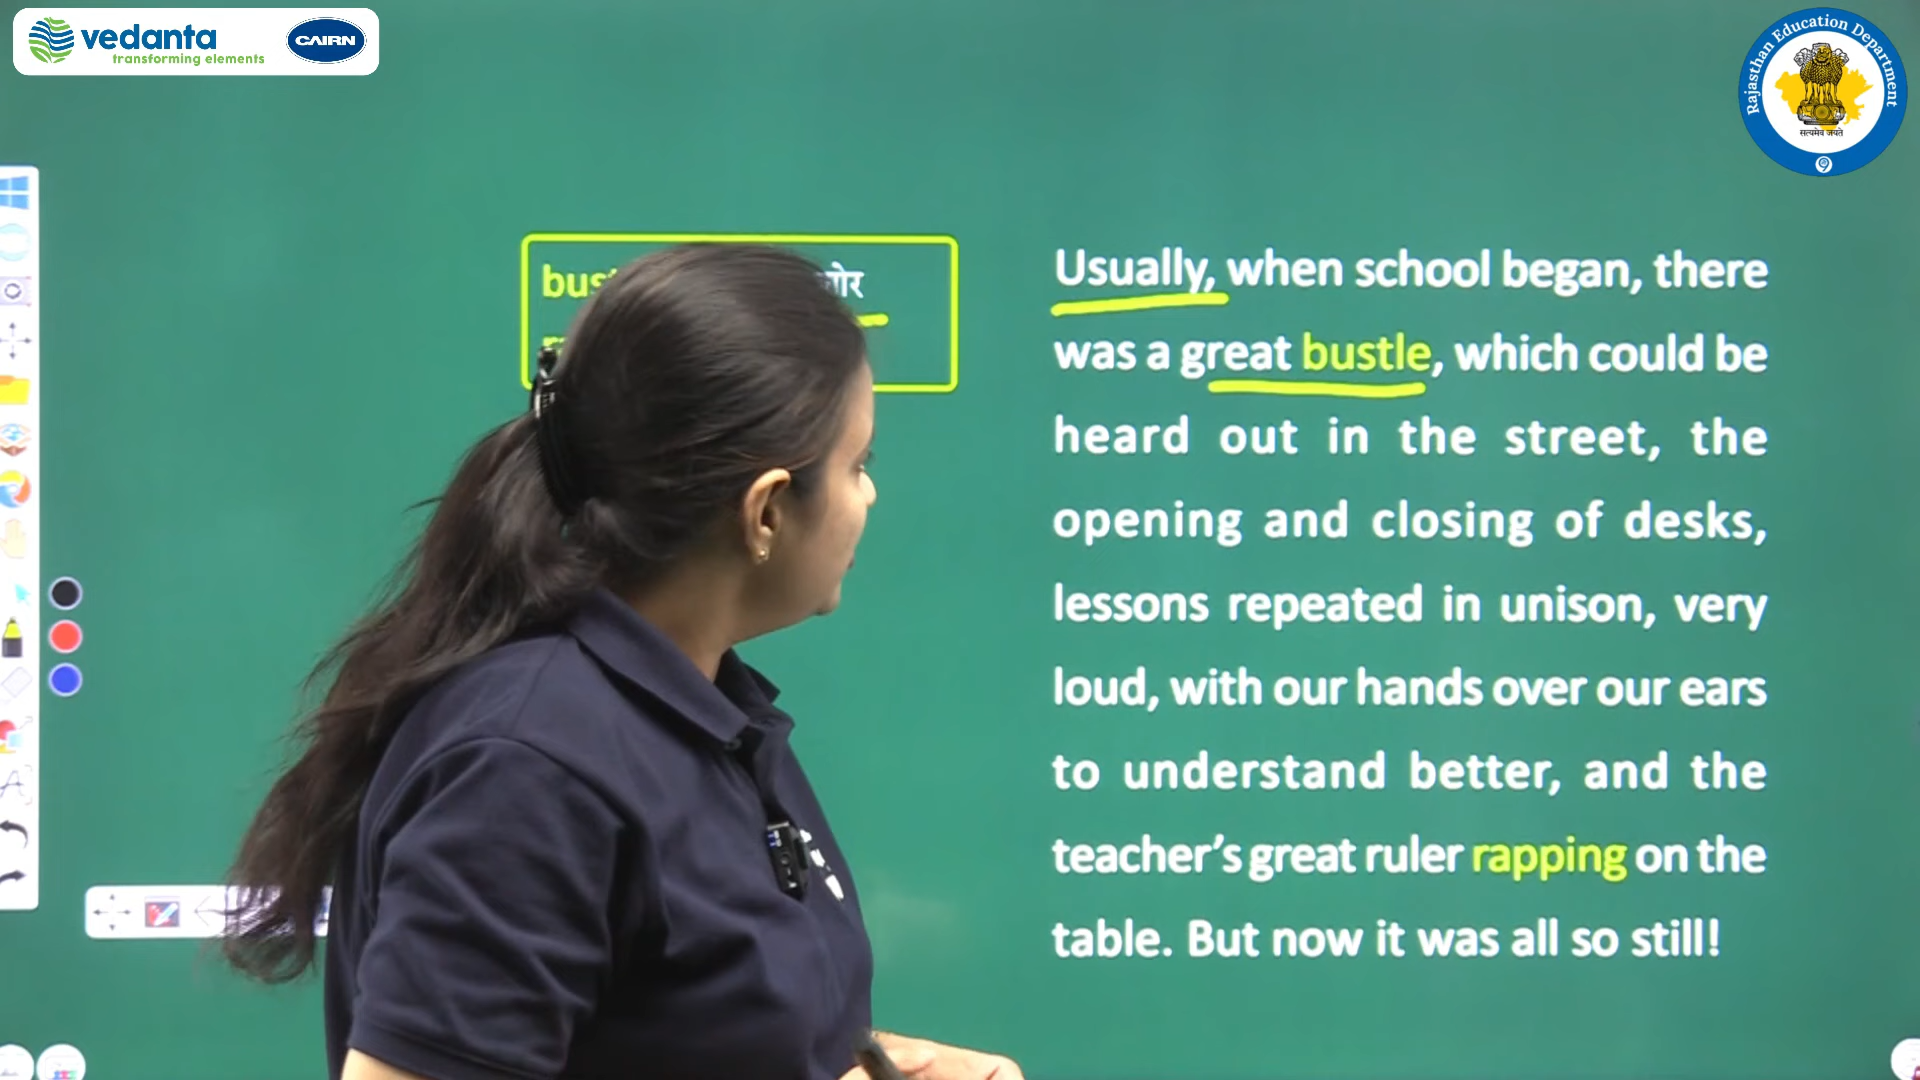 vedanta
transforming elements
CAIRN
Rajasthan Education Department
सत्यमेव जयते
Usually, when school began, there
was a great bustle, which could be
heard out in the street, the
opening and closing of desks,
lessons repeated in unison, very
loud, with our hands over our ears
to understand better, and the
teacher's great ruler rapping on the
table. But now it was all so still!